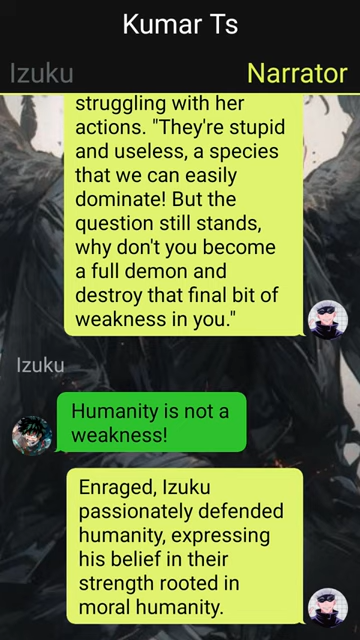 Kumar Ts
Izuku
Narrator
struggling with her
actions. "They're stupid
and useless, a species
that we can easily
dominate! But the
question still stands,
why don't you become
a full demon and
destroy that final bit of
weakness in you."
Izuku
Humanity is not a
weakness!
Enraged, Izuku
passionately defended
humanity, expressing
his belief in their
strength rooted in
moral humanity.